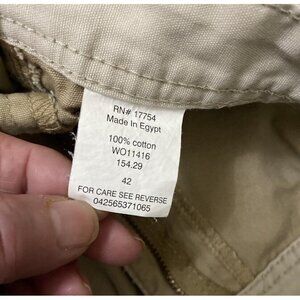 RN# 17754
Made In Egypt
100% cotton
WO11416
154.29
42
FOR CARE SEE REVERSE
042565371065